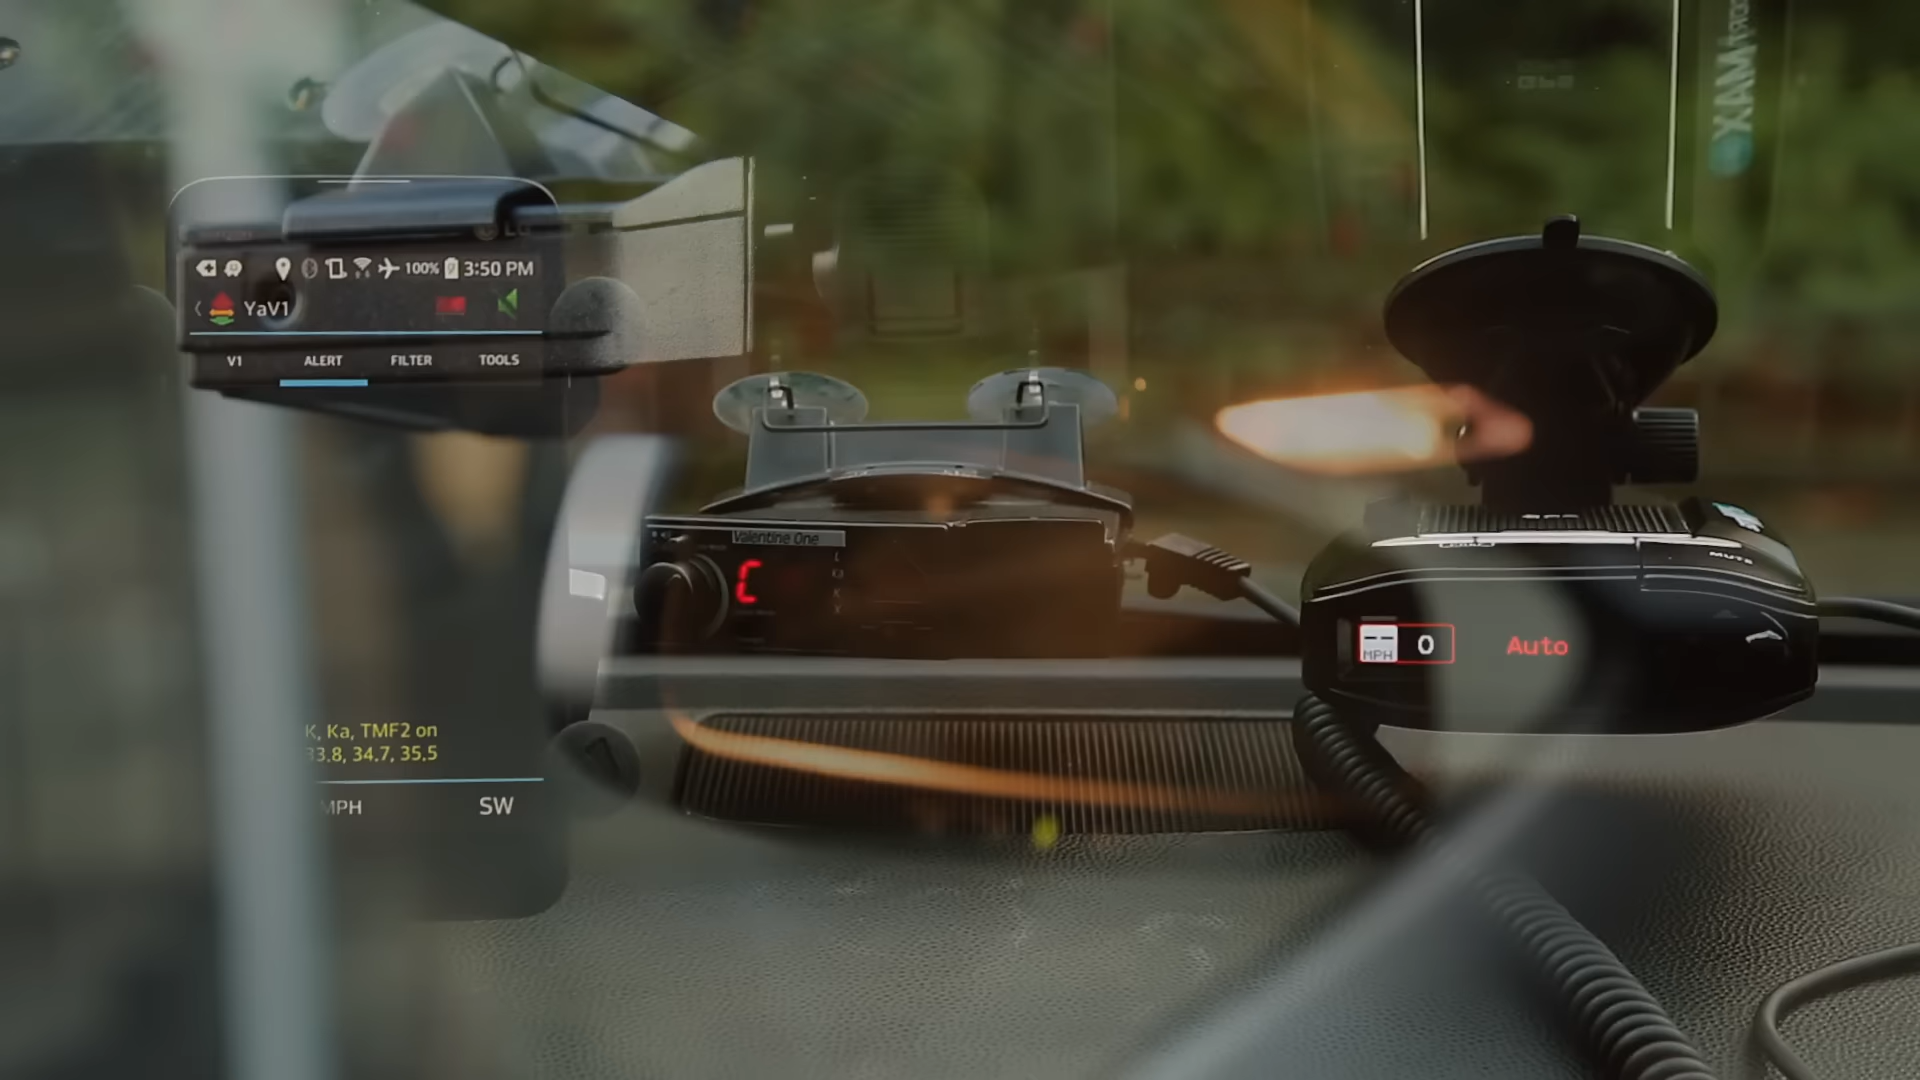 100% 3:50 PM
YaV1
V1 ALERT FILTER TOOLS
K, Ka, TMF2 on
33.8, 34.7, 35.5
MPH SW
Valentine One
C
MUTE
MPH 0 Auto